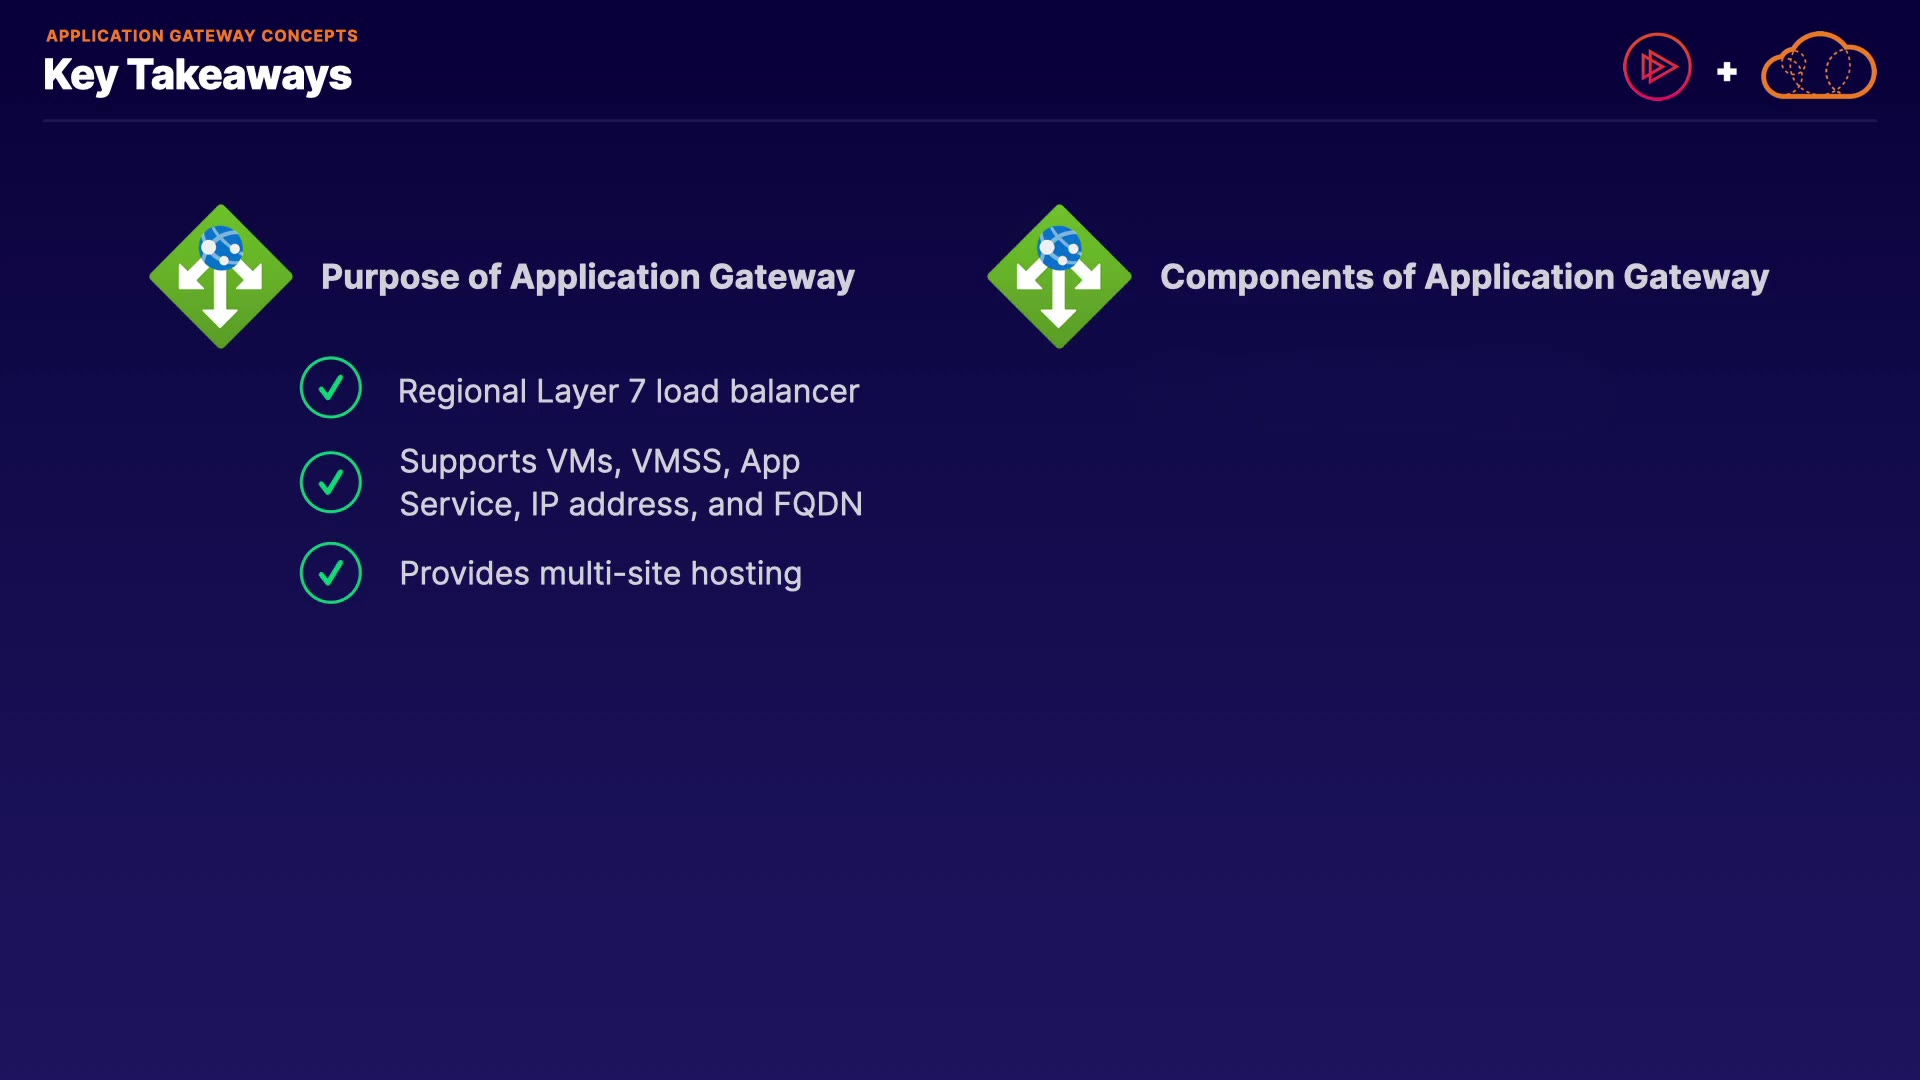 APPLICATION GATEWAY CONCEPTS
Key Takeaways
+
Purpose of Application Gateway
Regional Layer 7 load balancer
Supports VMs, VMSS, App
Service, IP address, and FQDN
Provides multi-site hosting
Components of Application Gateway